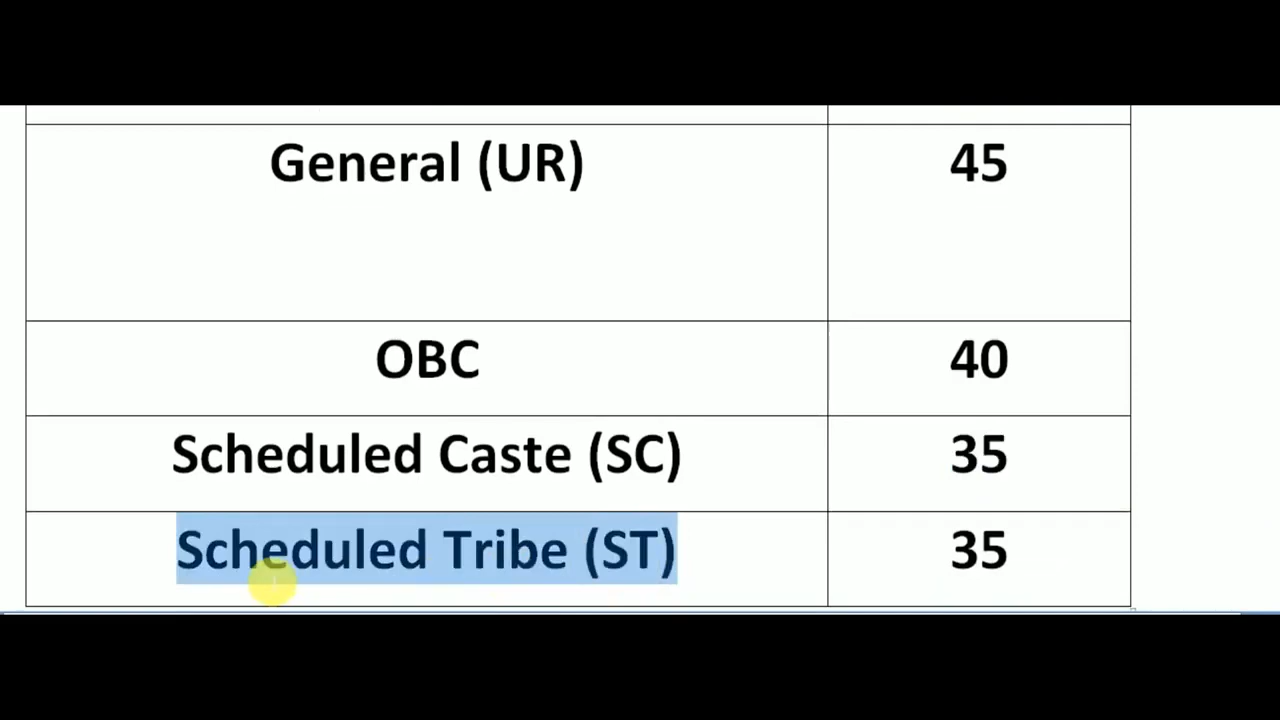 General (UR) 45
OBC 40
Scheduled Caste (SC) 35
Scheduled Tribe (ST) 35